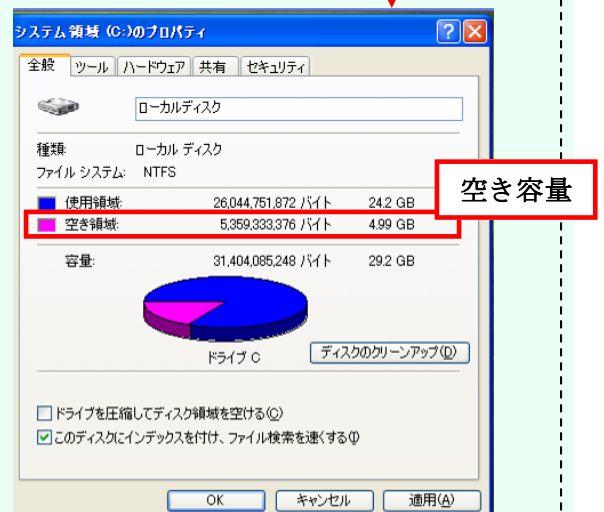 システム領域 (C:)のプロパティ
全般 ツール ハードウェア 共有 セキュリティ
ローカルディスク
種類: ローカル ディスク
ファイル システム: NTFS
空き容量
使用領域: 26,044,751,872 バイト 24.2 GB
空き領域: 5,359,333,376 バイト 4.99 GB
容量: 31,404,085,248 バイト 29.2 GB
ドライブ C
ディスクのクリーンアップ(D)
ドライブを圧縮してディスク領域を空ける(C)
このディスクにインデックスを付け、ファイル検索を速くする(I)
OK キャンセル 適用(A)